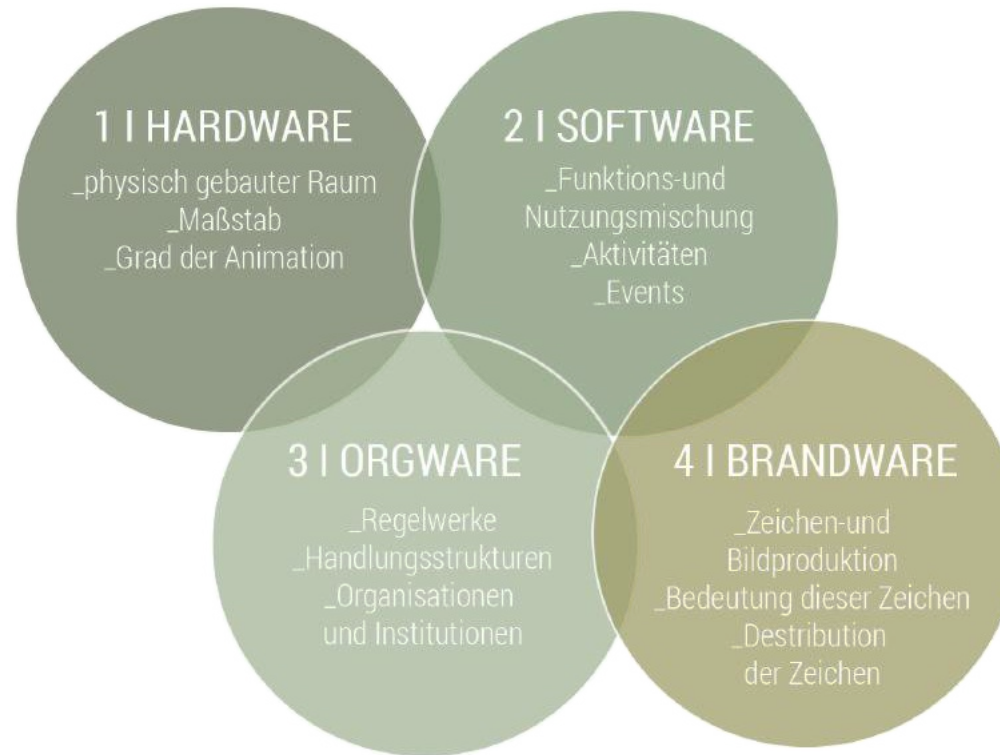 1 I HARDWARE
_physisch gebauter Raum
_Maßstab
_Grad der Animation
2 I SOFTWARE
_Funktions-und
Nutzungsmischung
_Aktivitäten
_Events
3 I ORGWARE
_Regelwerke
_Handlungsstrukturen
_Organisationen
und Institutionen
4 I BRANDWARE
_Zeichen-und
Bildproduktion
_Bedeutung dieser Zeichen
_Destribution
der Zeichen